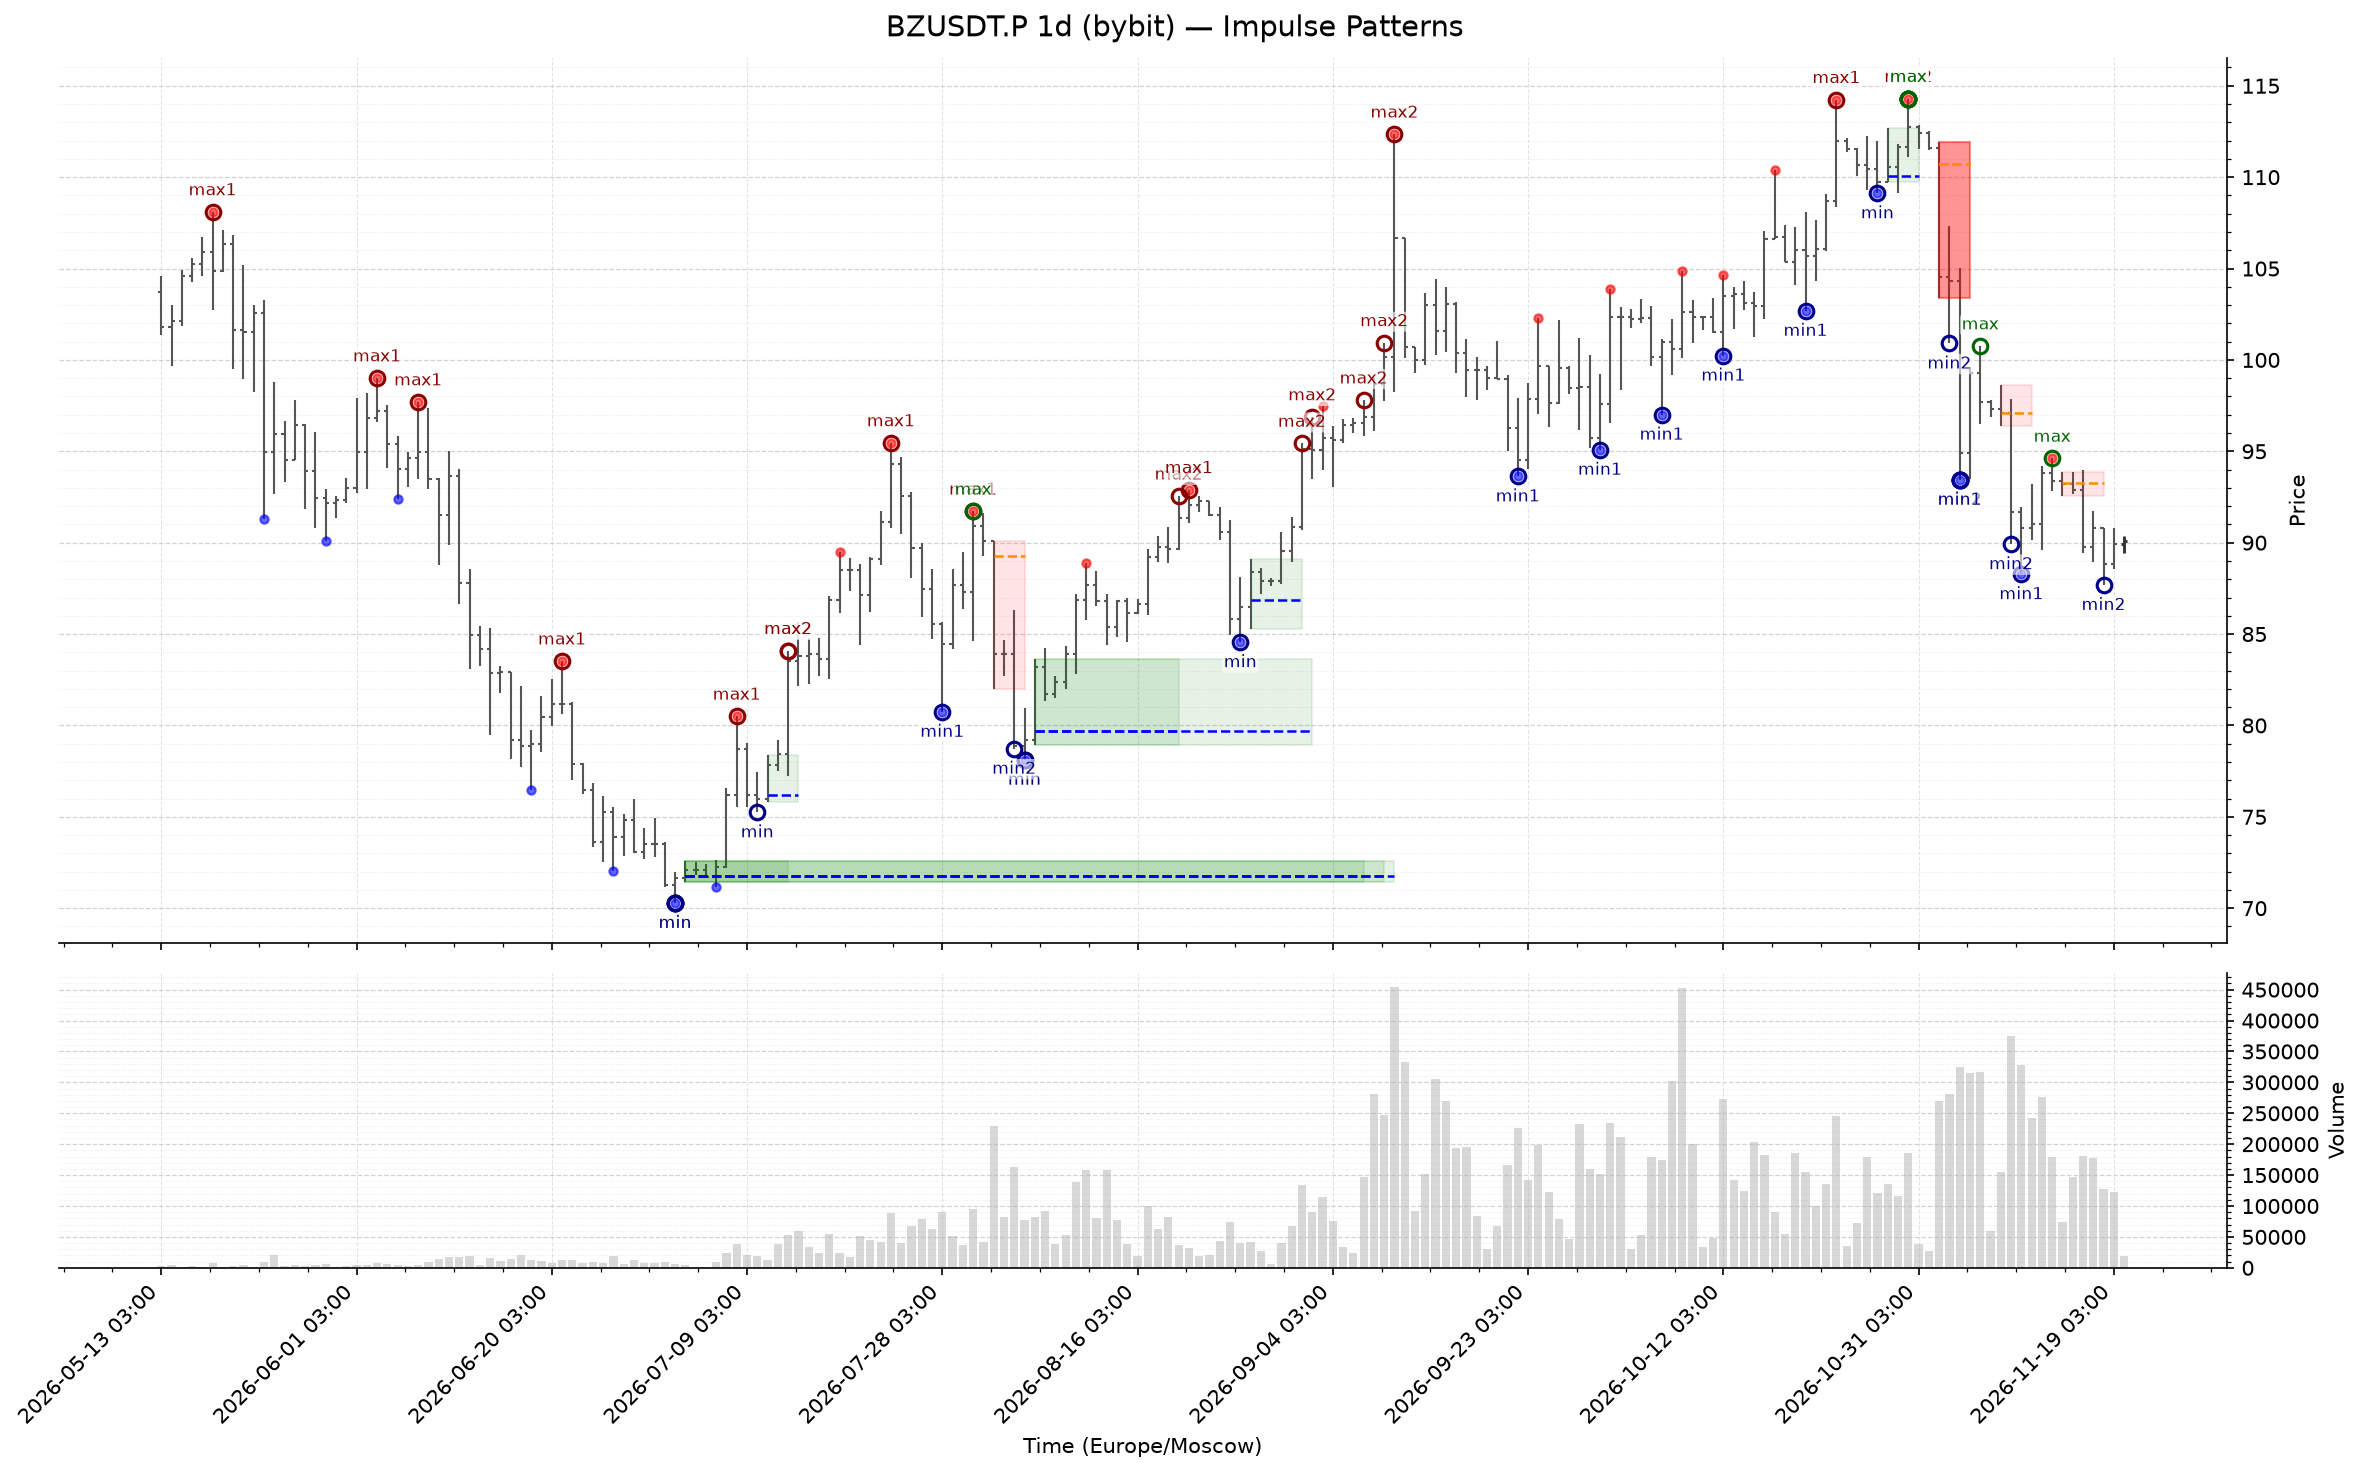 BZUSDT.P 1d (bybit) — Impulse Patterns
max1
max1
max1
max1
max1
max2
max1
max
max1
max2
max2
max2
max2
max2
max1
max
max
max
min
min
min1
min2
min
min
min1
min1
min1
min1
min1
min
min2
min1
min2
min1
min2
115
110
105
100
95
90
85
80
75
70
Price
450000
400000
350000
300000
250000
200000
150000
100000
50000
0
Volume
2026-05-13 03:00
2026-06-01 03:00
2026-06-20 03:00
2026-07-09 03:00
2026-07-28 03:00
2026-08-16 03:00
2026-09-04 03:00
2026-09-23 03:00
2026-10-12 03:00
2026-10-31 03:00
2026-11-19 03:00
Time (Europe/Moscow)